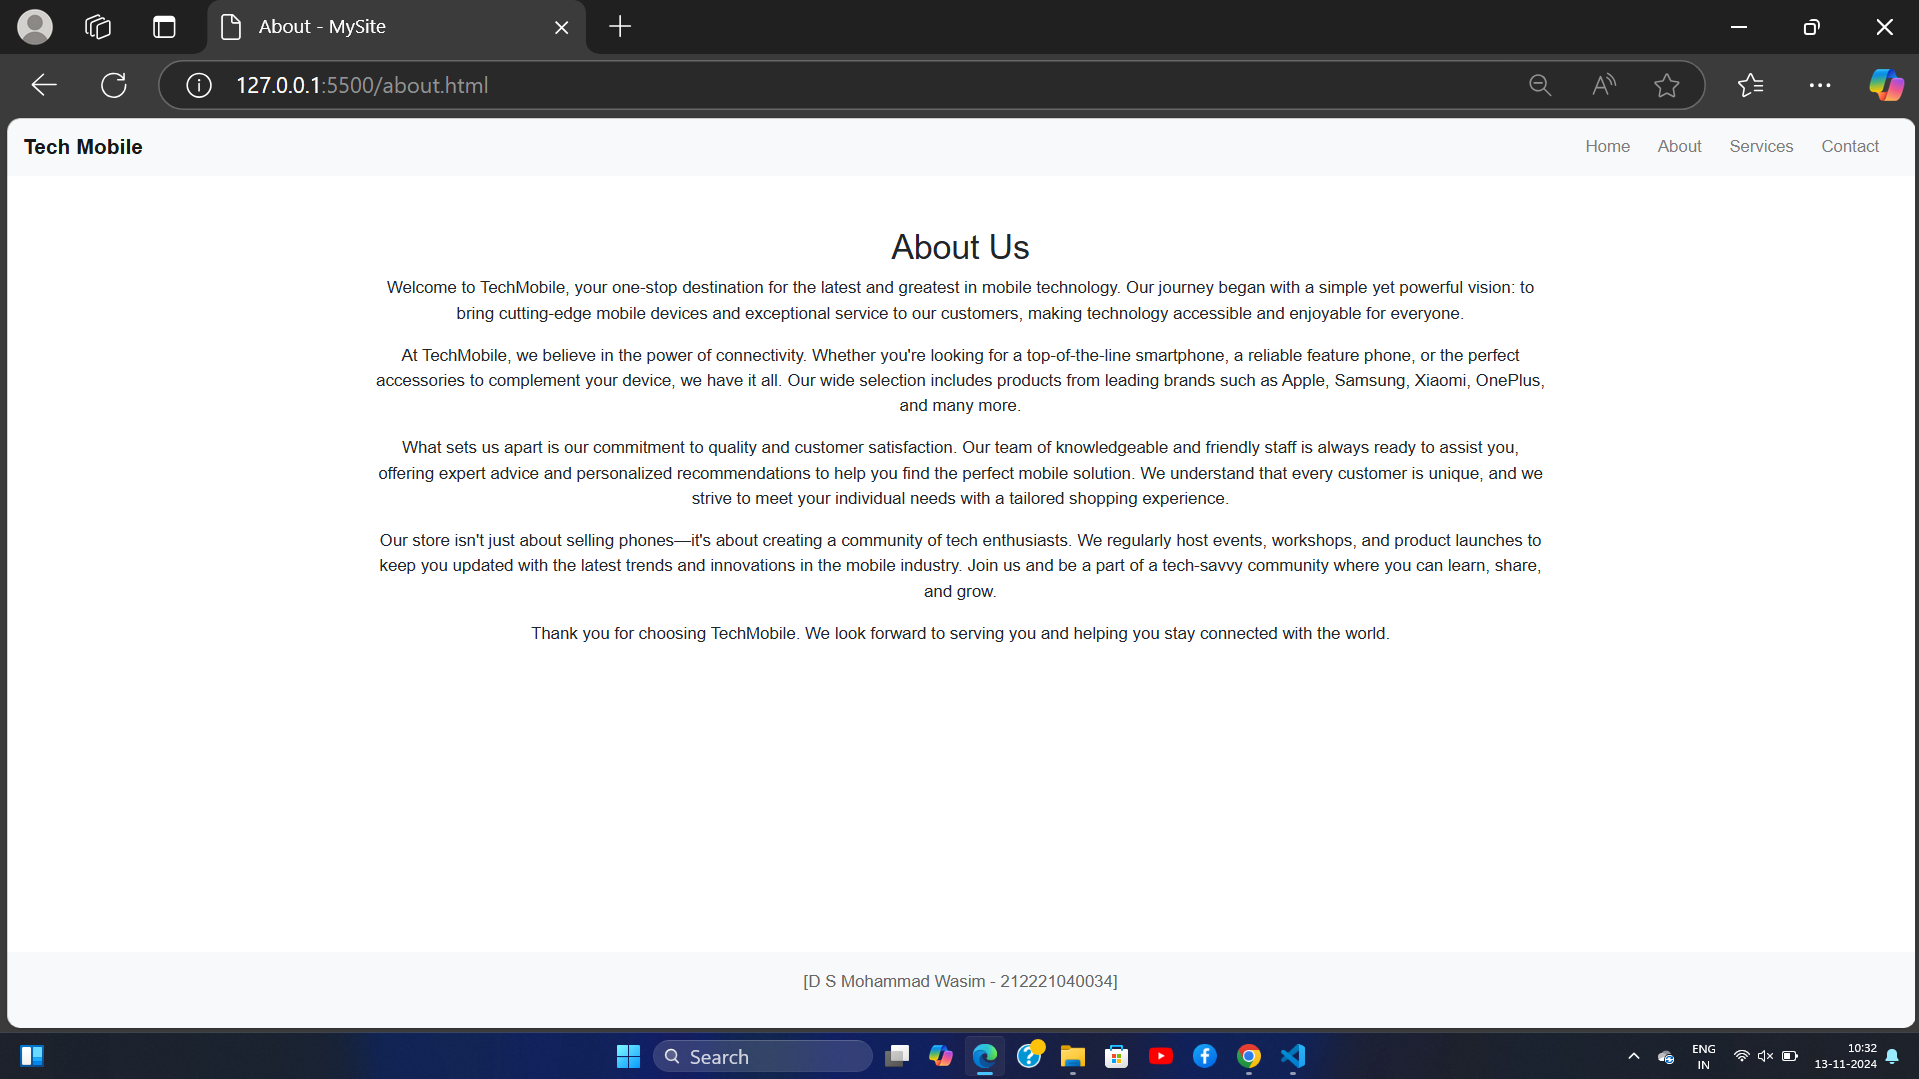 About - MySite
127.0.0.1:5500/about.html
Tech Mobile
Home About Services Contact
About Us
Welcome to TechMobile, your one-stop destination for the latest and greatest in mobile technology. Our journey began with a simple yet powerful vision: to
bring cutting-edge mobile devices and exceptional service to our customers, making technology accessible and enjoyable for everyone.
At TechMobile, we believe in the power of connectivity. Whether you're looking for a top-of-the-line smartphone, a reliable feature phone, or the perfect
accessories to complement your device, we have it all. Our wide selection includes products from leading brands such as Apple, Samsung, Xiaomi, OnePlus,
and many more.
What sets us apart is our commitment to quality and customer satisfaction. Our team of knowledgeable and friendly staff is always ready to assist you,
offering expert advice and personalized recommendations to help you find the perfect mobile solution. We understand that every customer is unique, and we
strive to meet your individual needs with a tailored shopping experience.
Our store isn't just about selling phones—it's about creating a community of tech enthusiasts. We regularly host events, workshops, and product launches to
keep you updated with the latest trends and innovations in the mobile industry. Join us and be a part of a tech-savvy community where you can learn, share,
and grow.
Thank you for choosing TechMobile. We look forward to serving you and helping you stay connected with the world.
[D S Mohammad Wasim - 212221040034]
Search
ENG
IN
10:32
13-11-2024